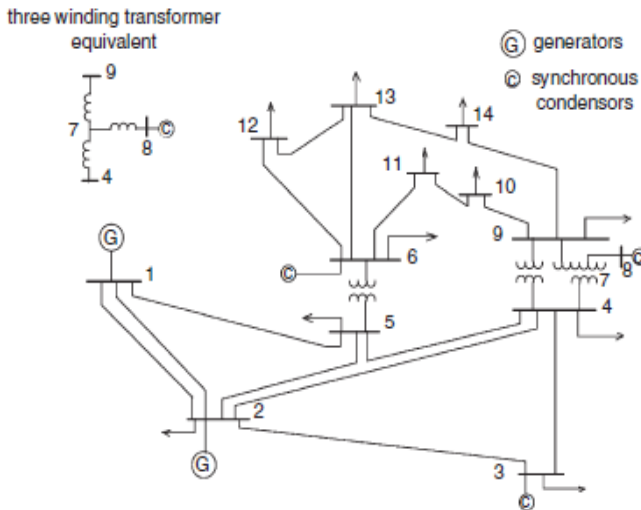 three winding transformer
equivalent
9
7
8
C
4
G generators
C synchronous
condensors
13
14
12
11
10
9
G
1
C
6
8
C
7
4
5
2
G
3
C